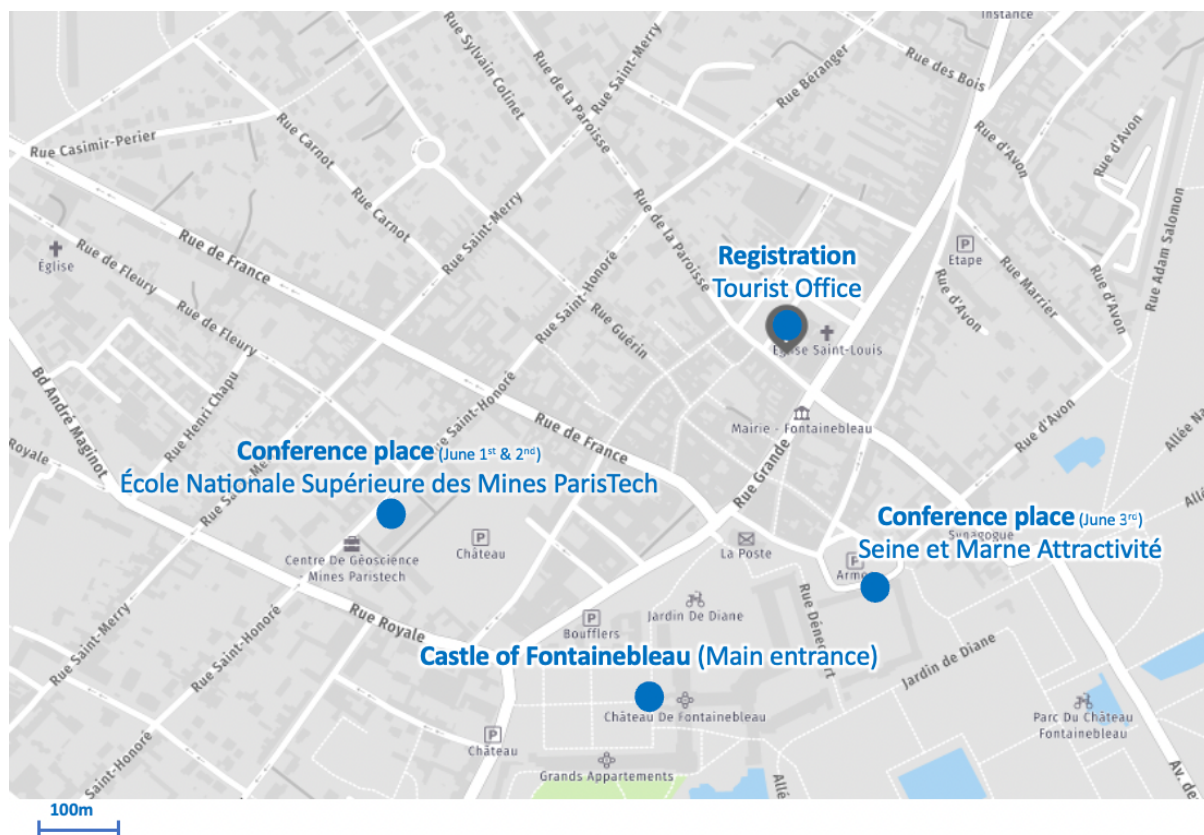 Instance
Rue des Bois
Rue Béranger
Rue Saint-Merry
Rue de la Paroisse
Rue Sylvain Colinet
Rue Carnot
Rue Casimir-Perier
Rue Carnot
Rue d'Avon
Rue d'Avon
Rue d'Avon
Rue Adam Salomon
Rue de la Paroisse
Rue Saint-Merry
Rue de France
Église
Rue de Fleury
Rue de Fleury
Rue Saint-Honoré
Rue Guérin
Registration
Tourist Office
Église Saint-Louis
Etape
Rue Marrier
Rue d'Avon
Bd André Maginot
Rue Henri Chapu
Rue Saint-Honoré
Rue de France
Mairie - Fontainebleau
Rue Grande
Rue d'Avon
Royale
Conference place (June 1st & 2nd)
École Nationale Supérieure des Mines ParisTech
Centre De Géoscience
Mines Paristech
P
Château
La Poste
Conference place (June 3rd)
Synagogue
Seine et Marne Attractivité
Rue Royale
Boufflers
Jardin De Diane
Rue Dénecourt
Jardin de Diane
Rue Saint-Merry
Rue Saint-Honoré
Castle of Fontainebleau (Main entrance)
Château De Fontainebleau
Parc Du Château
Fontainebleau
Château
Grands Appartements
Saint-Honoré
Av. de
100m